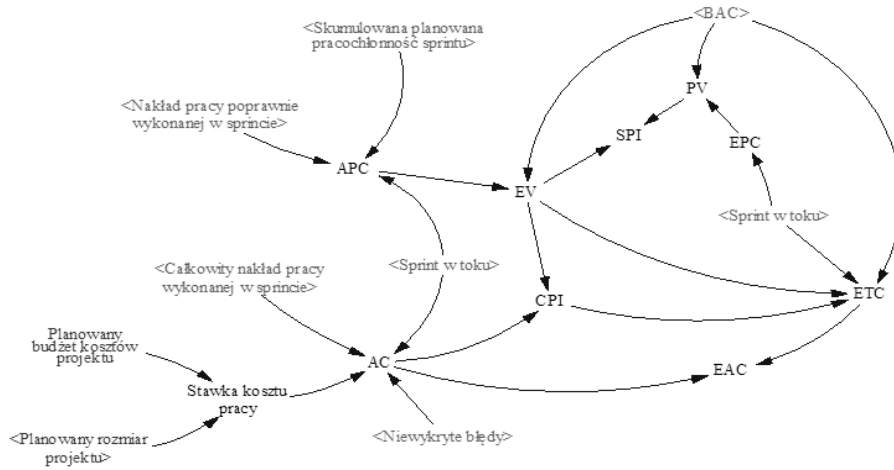 <Skumulowana planowana
pracochłonność sprintu>
<BAC>
PV
<Nakład pracy poprawnie
wykonanej w sprincie>
SPI
EPC
APC
EV
<Sprint w toku>
<Całkowity nakład pracy
wykonanej w sprincie>
<Sprint w toku>
CPI
ETC
Planowany
budżet kosztów
projektu
AC
EAC
Stawka kosztu
pracy
<Planowany rozmiar
projektu>
<Niewykryte błędy>